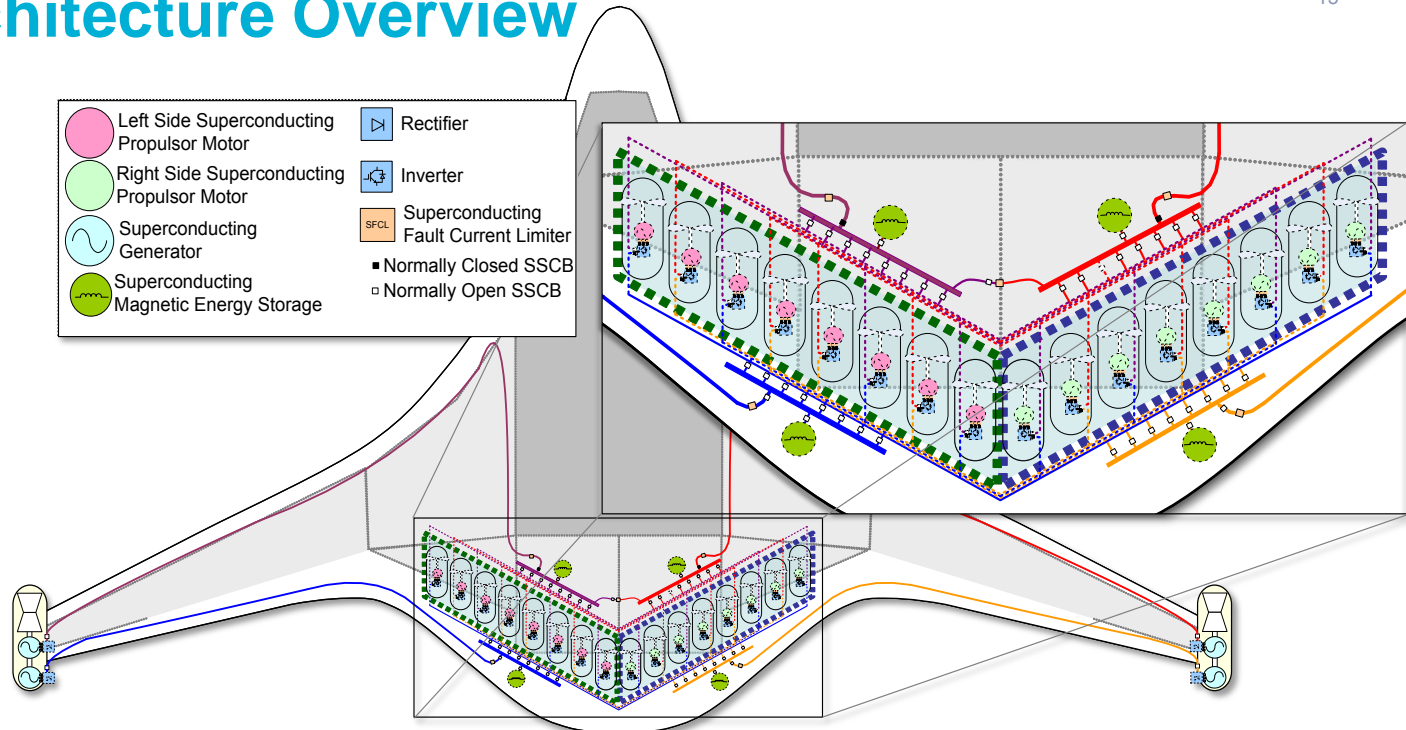 chitecture Overview
Left Side Superconducting
Propulsor Motor
Right Side Superconducting
Propulsor Motor
Superconducting
Generator
Superconducting
Magnetic Energy Storage
Rectifier
Inverter
SFCL
Superconducting
Fault Current Limiter
Normally Closed SSCB
Normally Open SSCB